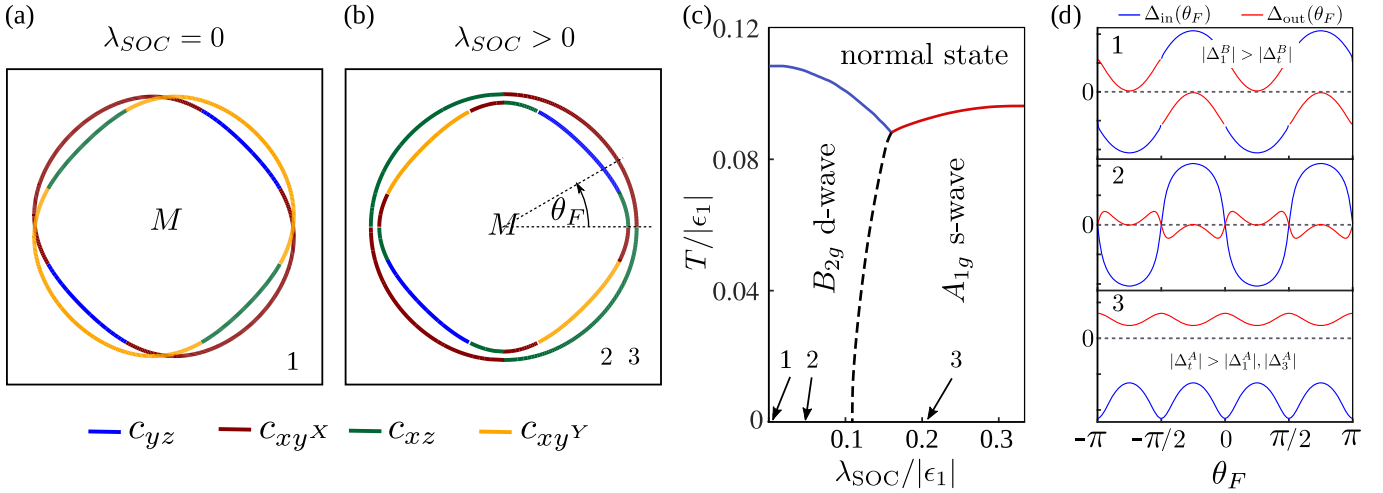 (a)
λSOC = 0
M
1
(b)
λSOC > 0
M
θF
2 3
cyz
cxyX
cxz
cxyY
(c)
0.12
normal state
0.08
T/|ϵ1|
B2g d-wave
A1g s-wave
0.04
1 2 3
0
0.1 0.2 0.3
λSOC/|ϵ1|
(d)
Δin(θF) Δout(θF)
1
|Δ1B| > |ΔtB|
0
2
0
3
0
|ΔtA| > |Δ1A|, |Δ3A|
-π -π/2 0 π/2 π
θF